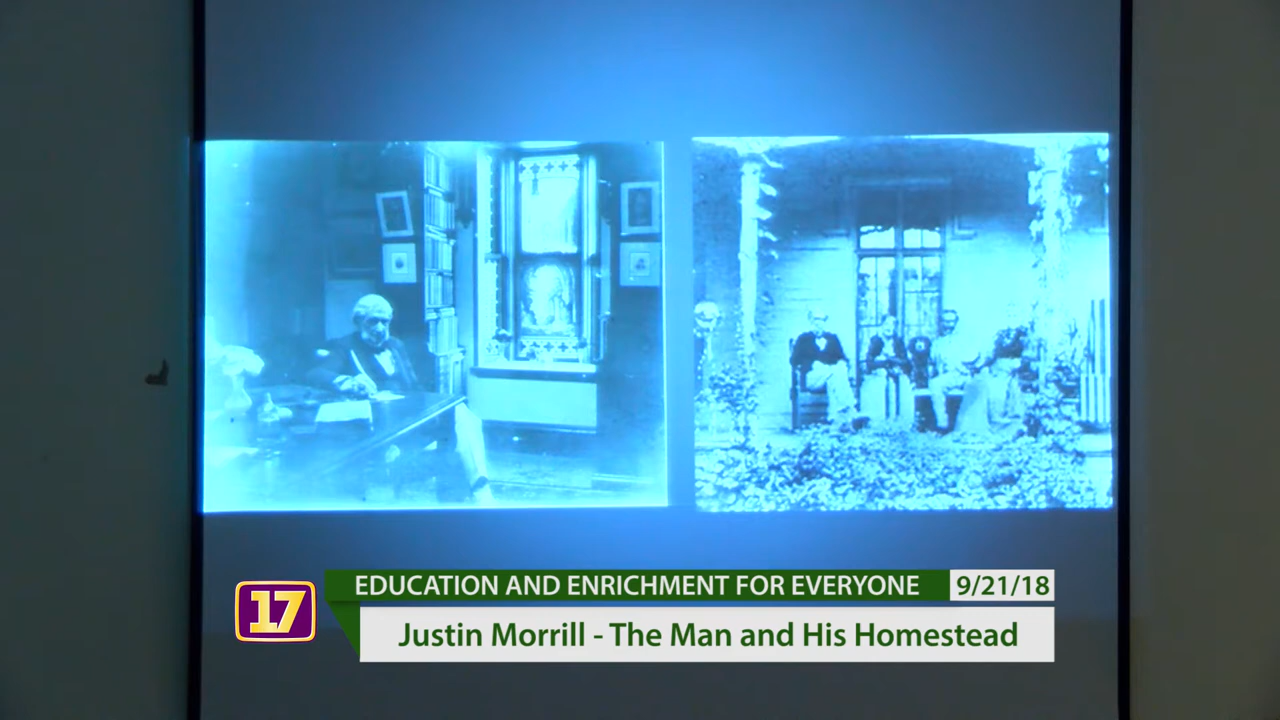 EDUCATION AND ENRICHMENT FOR EVERYONE 9/21/18
17
Justin Morrill - The Man and His Homestead